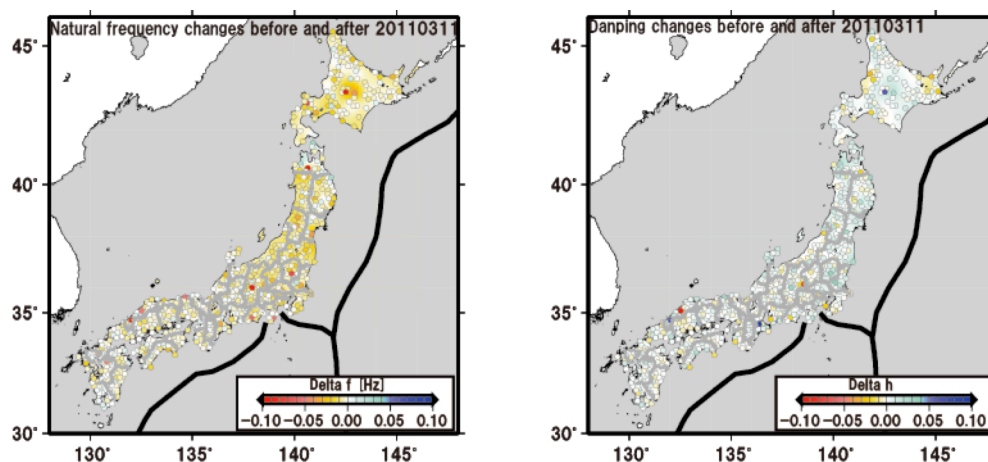 Natural frequency changes before and after 20110311
45°
40°
35°
30°
130°
135°
140°
145°
Delta f [Hz]
−0.10 −0.05 0.00 0.05 0.10
Danping changes before and after 20110311
45°
40°
35°
30°
130°
135°
140°
145°
Delta h
−0.10 −0.05 0.00 0.05 0.10